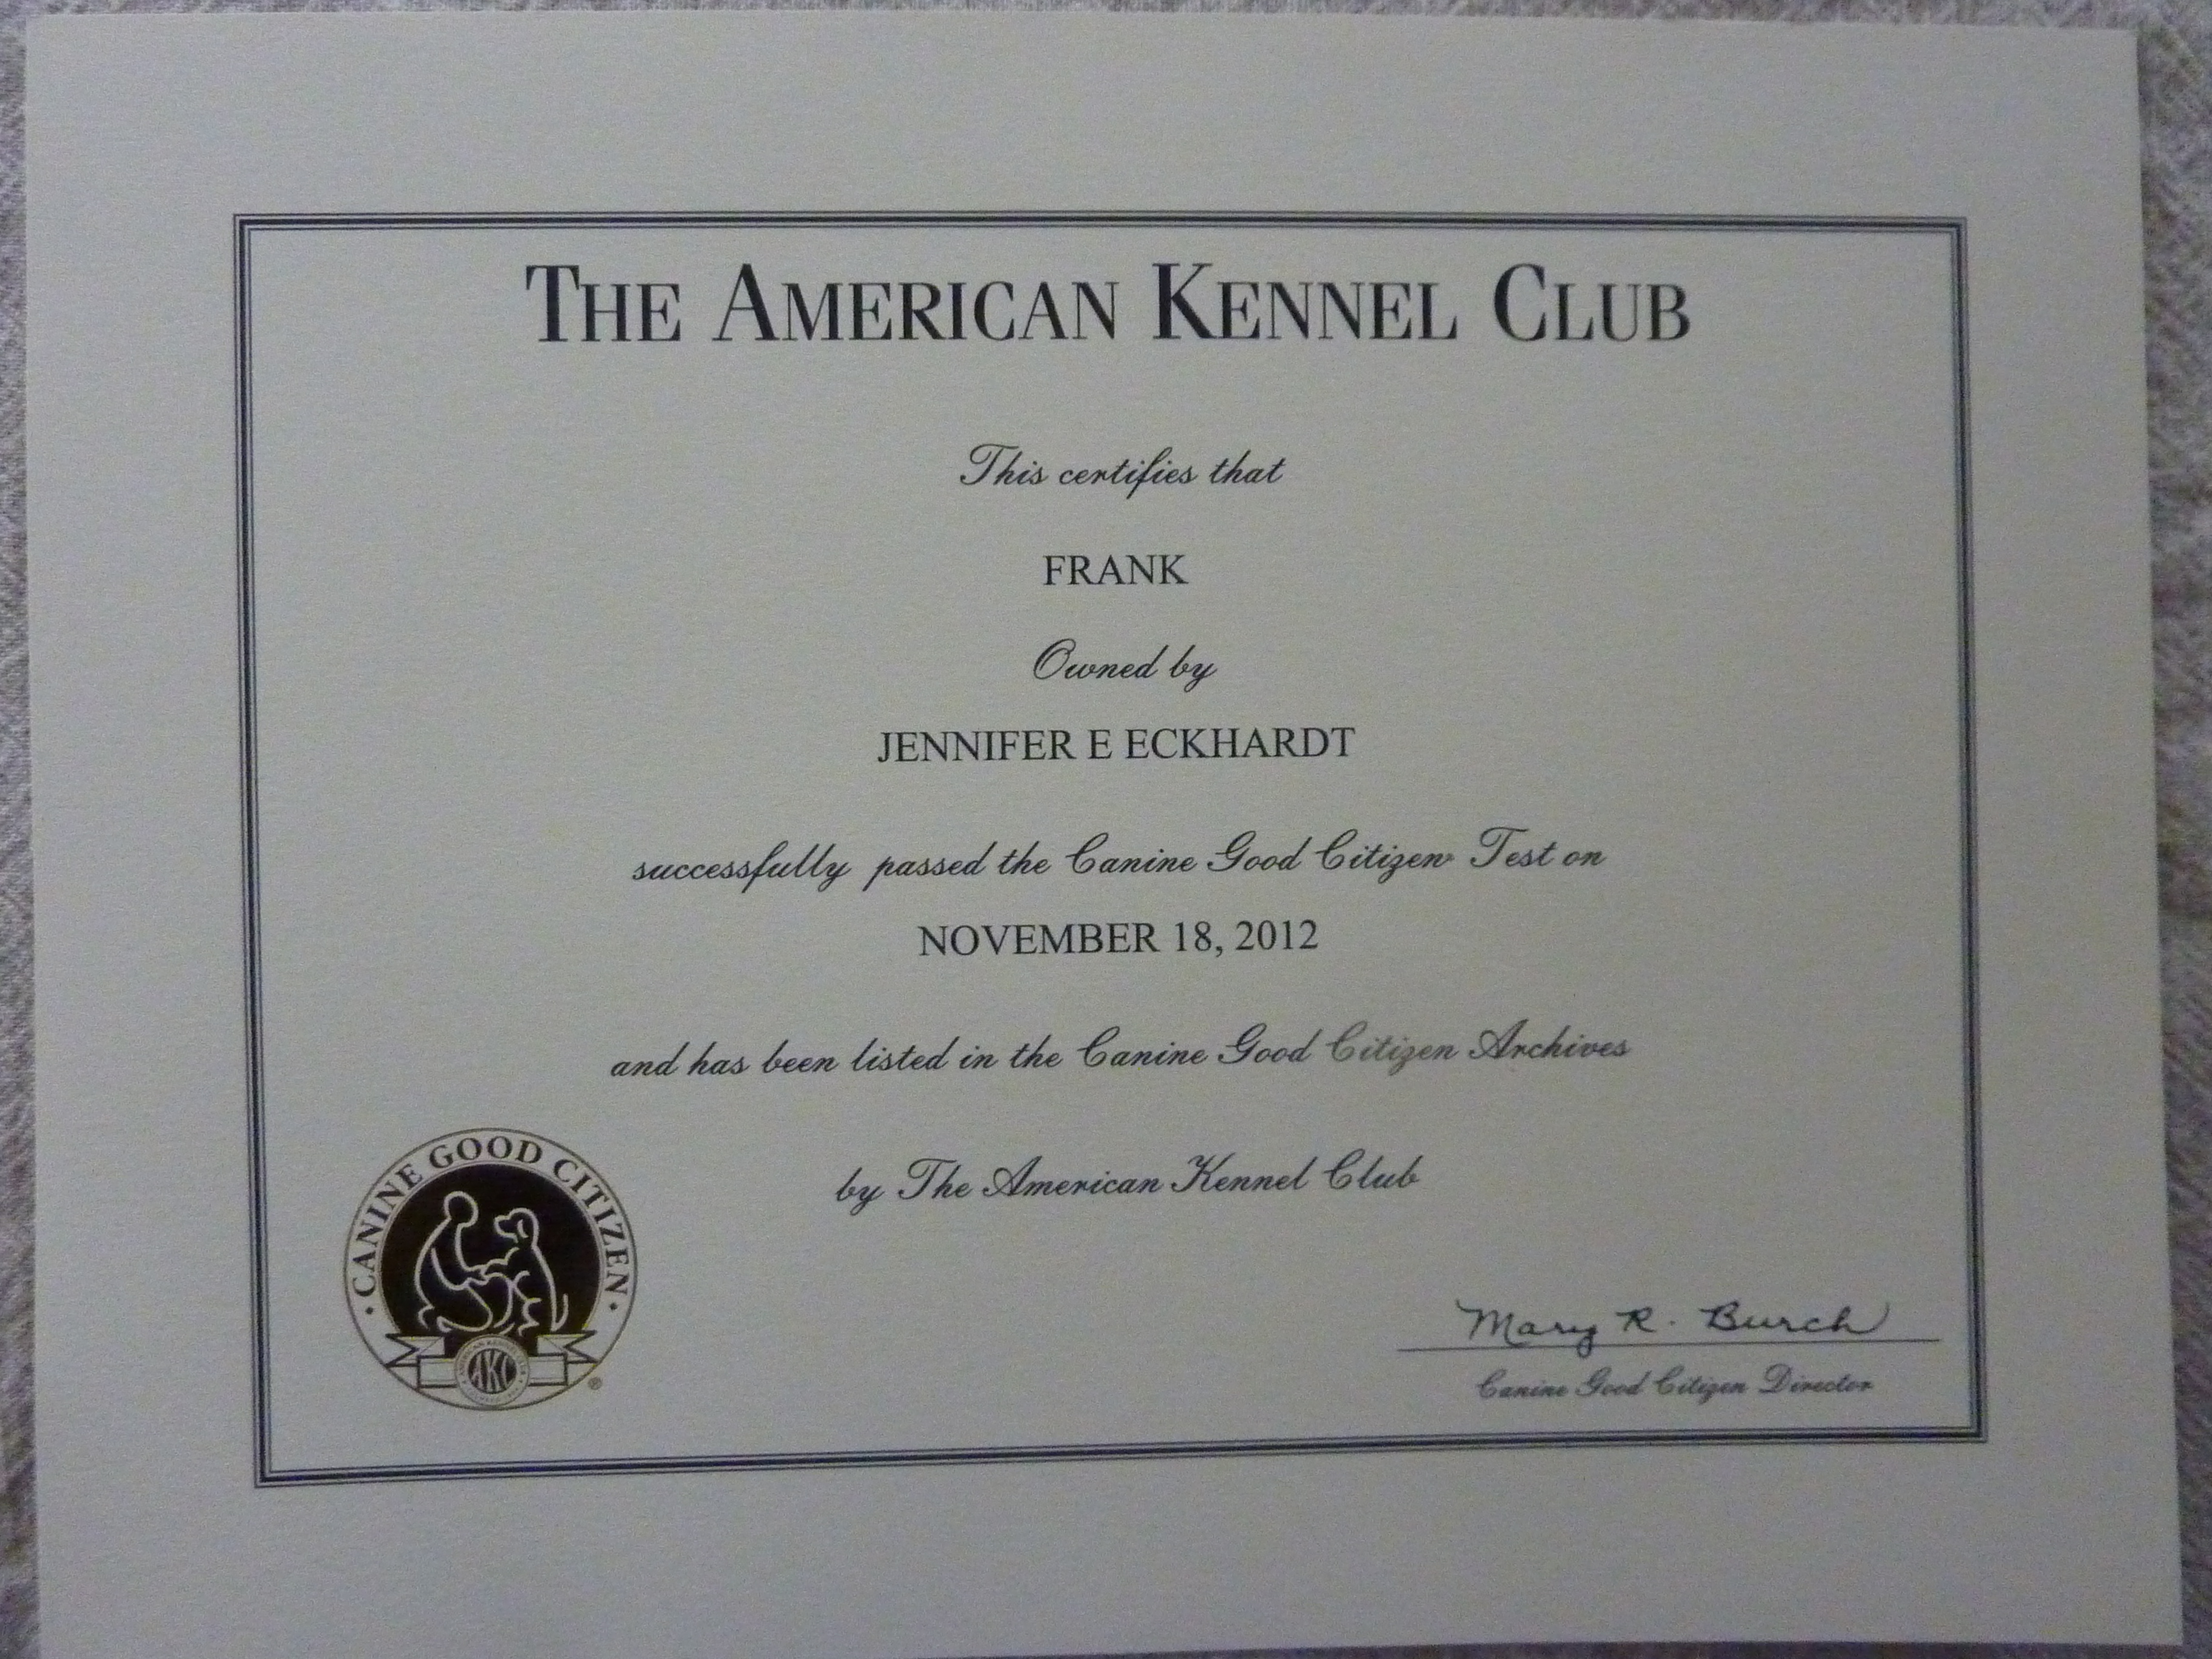 THE AMERICAN KENNEL CLUB
This certifies that
FRANK
Owned by
JENNIFER E ECKHARDT
successfully passed the Canine Good Citizen® Test on
NOVEMBER 18, 2012
and has been listed in the Canine Good Citizen Archives
by The American Kennel Club
• CANINE GOOD CITIZEN •
AKC
®
Mary R. Burch
Canine Good Citizen Director